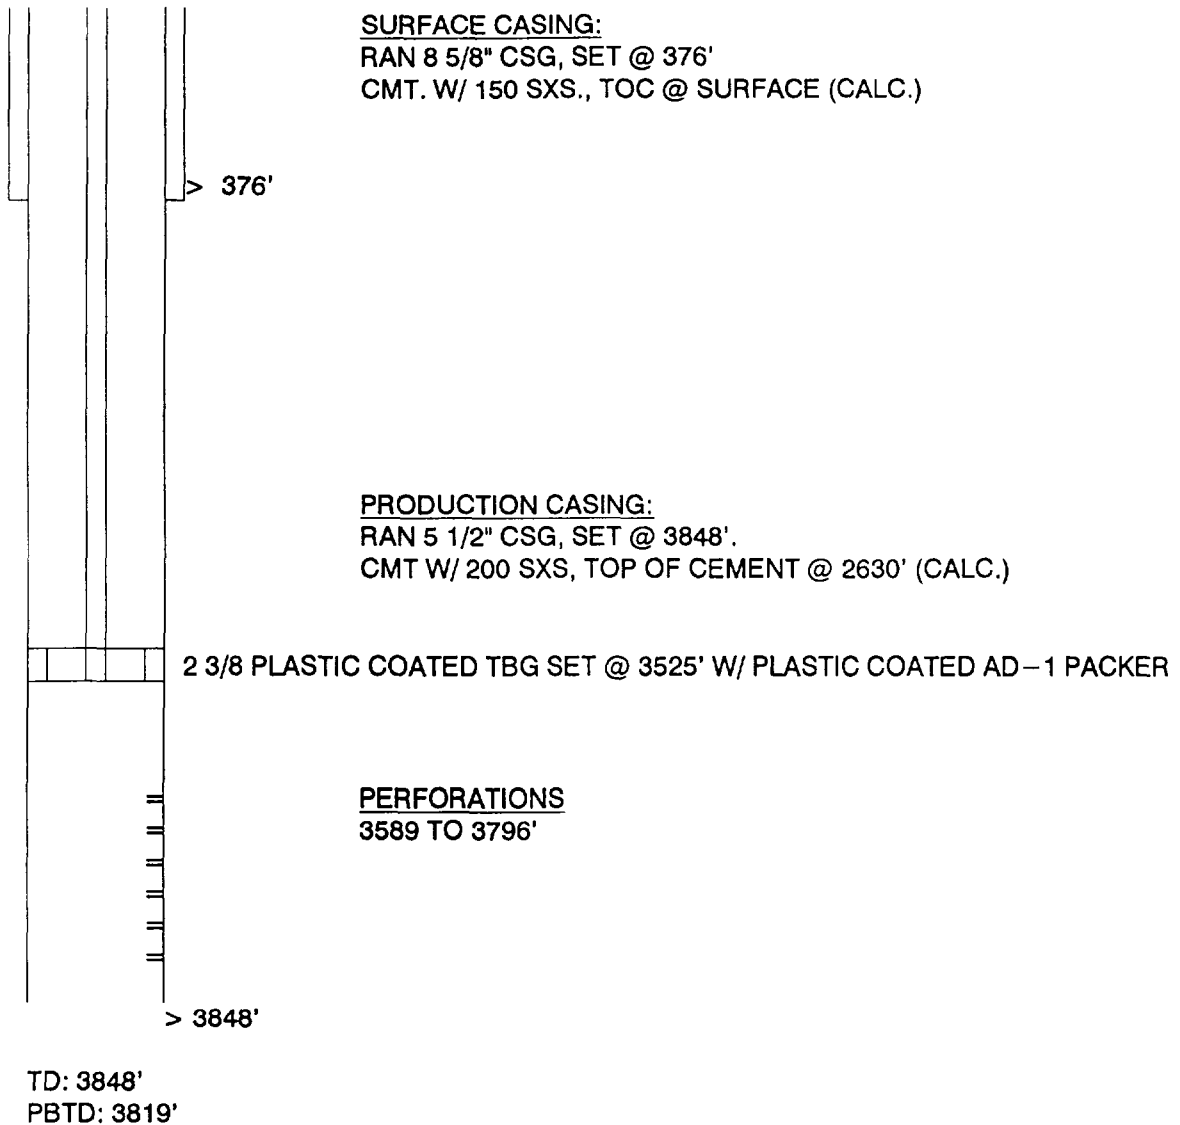 SURFACE CASING:
RAN 8 5/8" CSG, SET @ 376'
CMT. W/ 150 SXS., TOC @ SURFACE (CALC.)
> 376'
PRODUCTION CASING:
RAN 5 1/2" CSG, SET @ 3848'.
CMT W/ 200 SXS, TOP OF CEMENT @ 2630' (CALC.)
2 3/8 PLASTIC COATED TBG SET @ 3525' W/ PLASTIC COATED AD-1 PACKER
PERFORATIONS
3589 TO 3796'
> 3848'
TD: 3848'
PBTD: 3819'